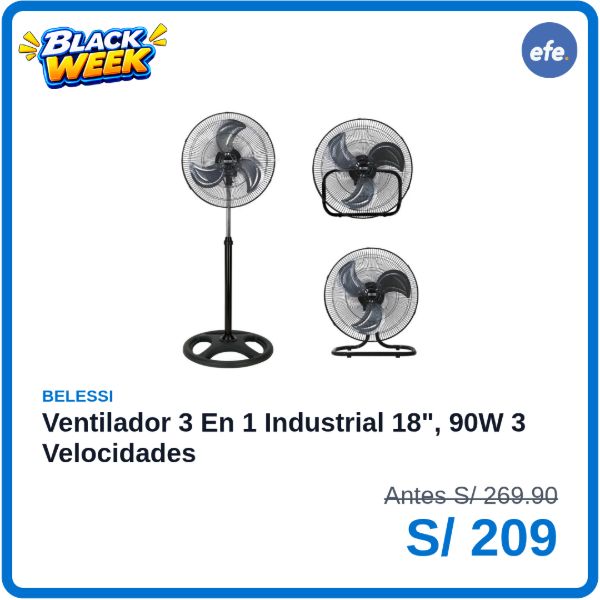 BLACK
WEEK
efe.
BELESSI
Ventilador 3 En 1 Industrial 18", 90W 3
Velocidades
Antes S/ 269.90
S/ 209